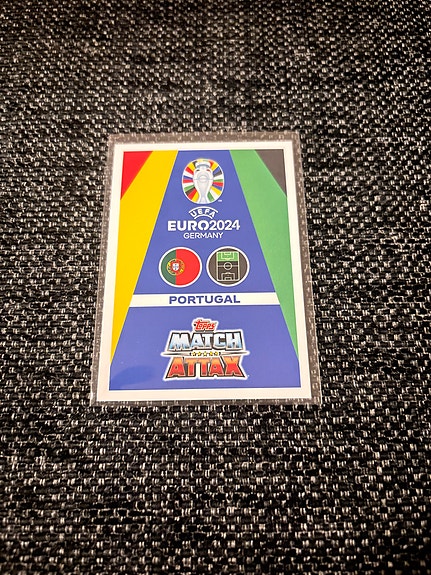 UEFA
EURO2024
GERMANY
PORTUGAL
Topps
MATCH
ATTAX